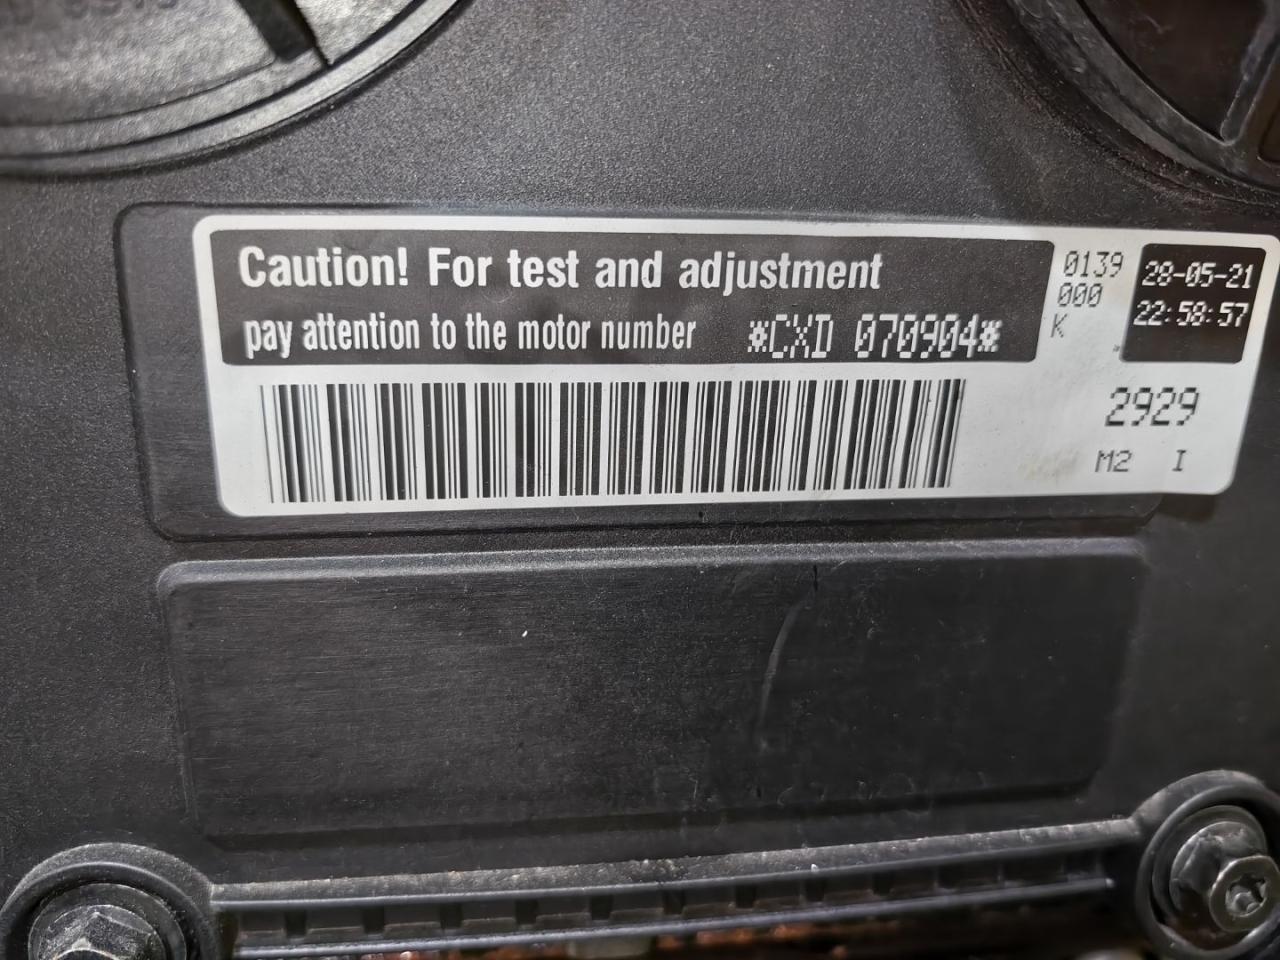 Caution! For test and adjustment
pay attention to the motor number *CXD 070904*
0139
000
K
28-05-21
22:58:57
2929
M2 I